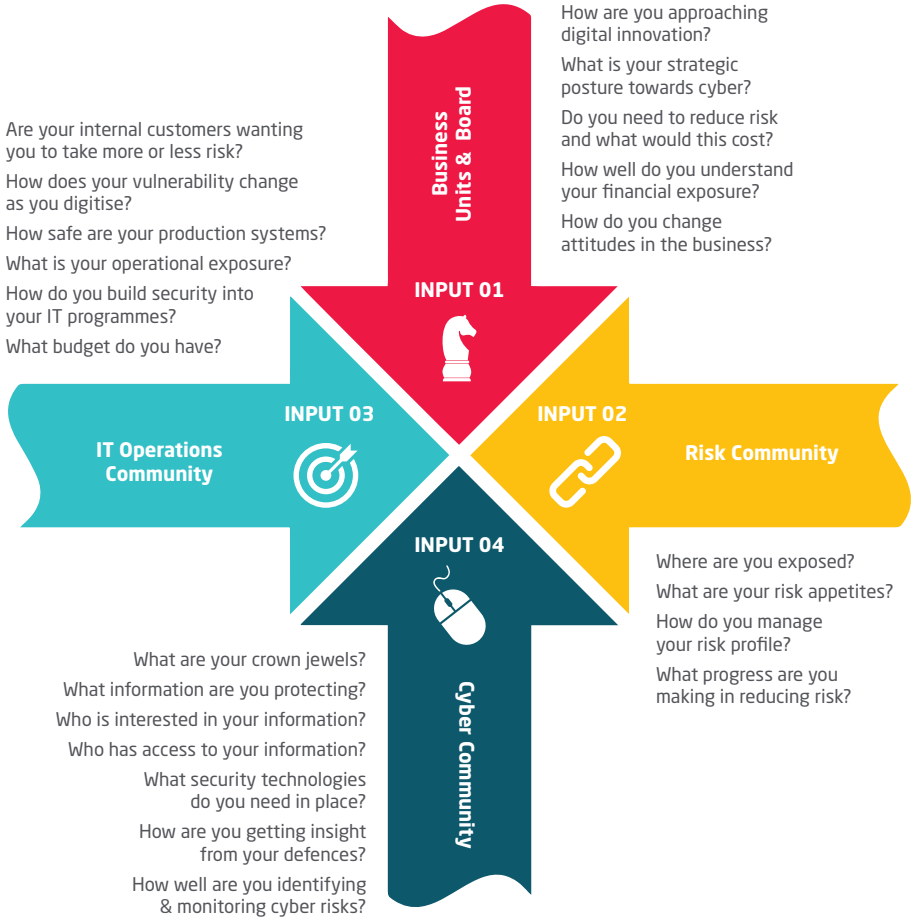 How are you approaching
digital innovation?
What is your strategic
posture towards cyber?
Do you need to reduce risk
and what would this cost?
How well do you understand
your financial exposure?
How do you change
attitudes in the business?
Business
Units & Board
INPUT 01
Are your internal customers wanting
you to take more or less risk?
How does your vulnerability change
as you digitise?
How safe are your production systems?
What is your operational exposure?
How do you build security into
your IT programmes?
What budget do you have?
INPUT 03
IT Operations
Community
INPUT 02
Risk Community
Where are you exposed?
What are your risk appetites?
How do you manage
your risk profile?
What progress are you
making in reducing risk?
INPUT 04
Cyber Community
What are your crown jewels?
What information are you protecting?
Who is interested in your information?
Who has access to your information?
What security technologies
do you need in place?
How are you getting insight
from your defences?
How well are you identifying
& monitoring cyber risks?